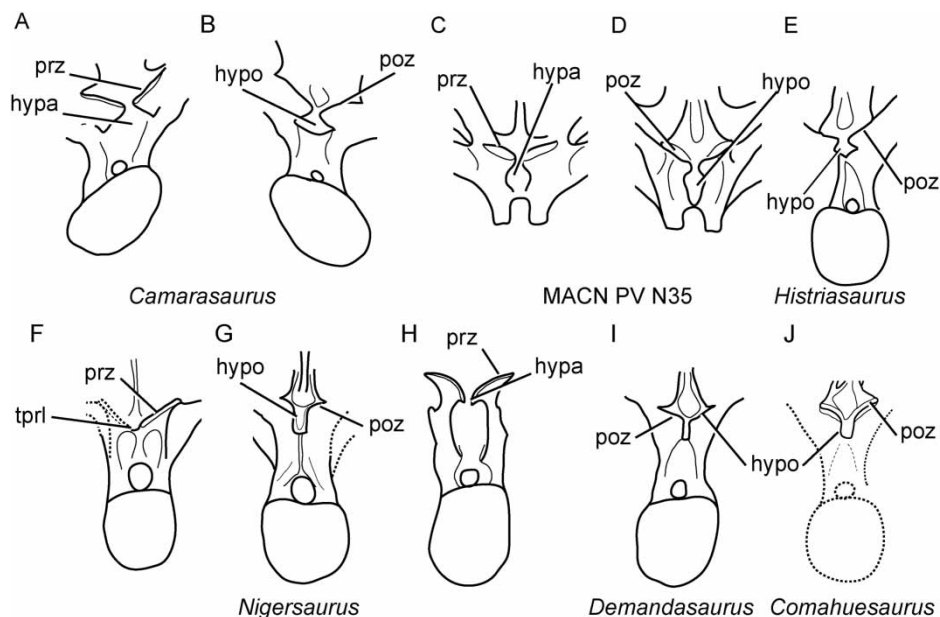 A B C D E
prz hypo poz prz hypa poz hypo
hypa hypo poz
Camarasaurus MACN PV N35 Histriasaurus
F G H I J
hypo prz
prz hypa
tprl poz poz hypo poz
Nigersaurus Demandasaurus Comahuesaurus